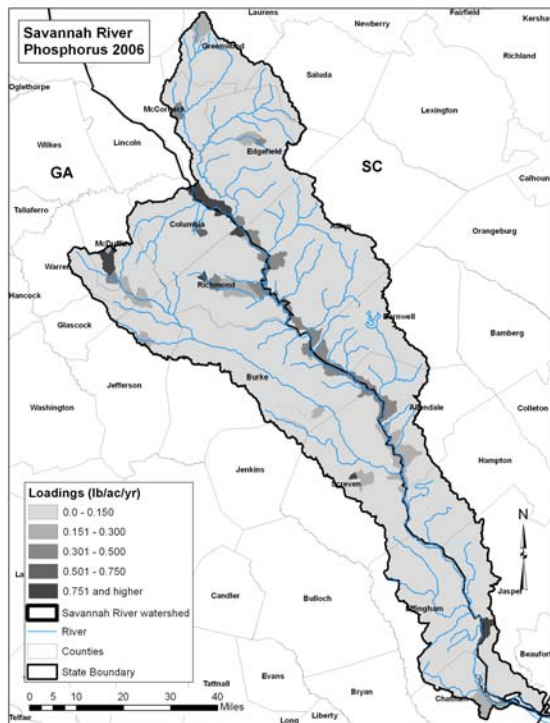 Savannah River
Phosphorus 2006
Laurens
Fairfield
Kersha
Newberry
Greenwood
Richland
Saluda
Oglethorpe
McCormick
Lexington
Wilkes
Lincoln
Edgefield
GA
SC
Calhoun
Taliaferro
Columbia
Aiken
Orangeburg
McDuffie
Warren
Hancock
Richmond
Barnwell
Glascock
Bamberg
Burke
Jefferson
Washington
Allendale
Colleton
Jenkins
Hampton
Screven
Loadings (lb/ac/yr)
0.0 - 0.150
0.151 - 0.300
0.301 - 0.500
0.501 - 0.750
0.751 and higher
Savannah River watershed
River
Counties
State Boundary
0 5 10 20 30 40
Miles
N
La
Candler
Bulloch
Effingham
Jasper
Beaufort
Tattnall
Evans
Bryan
Chatham
Telfair
Long
Liberty